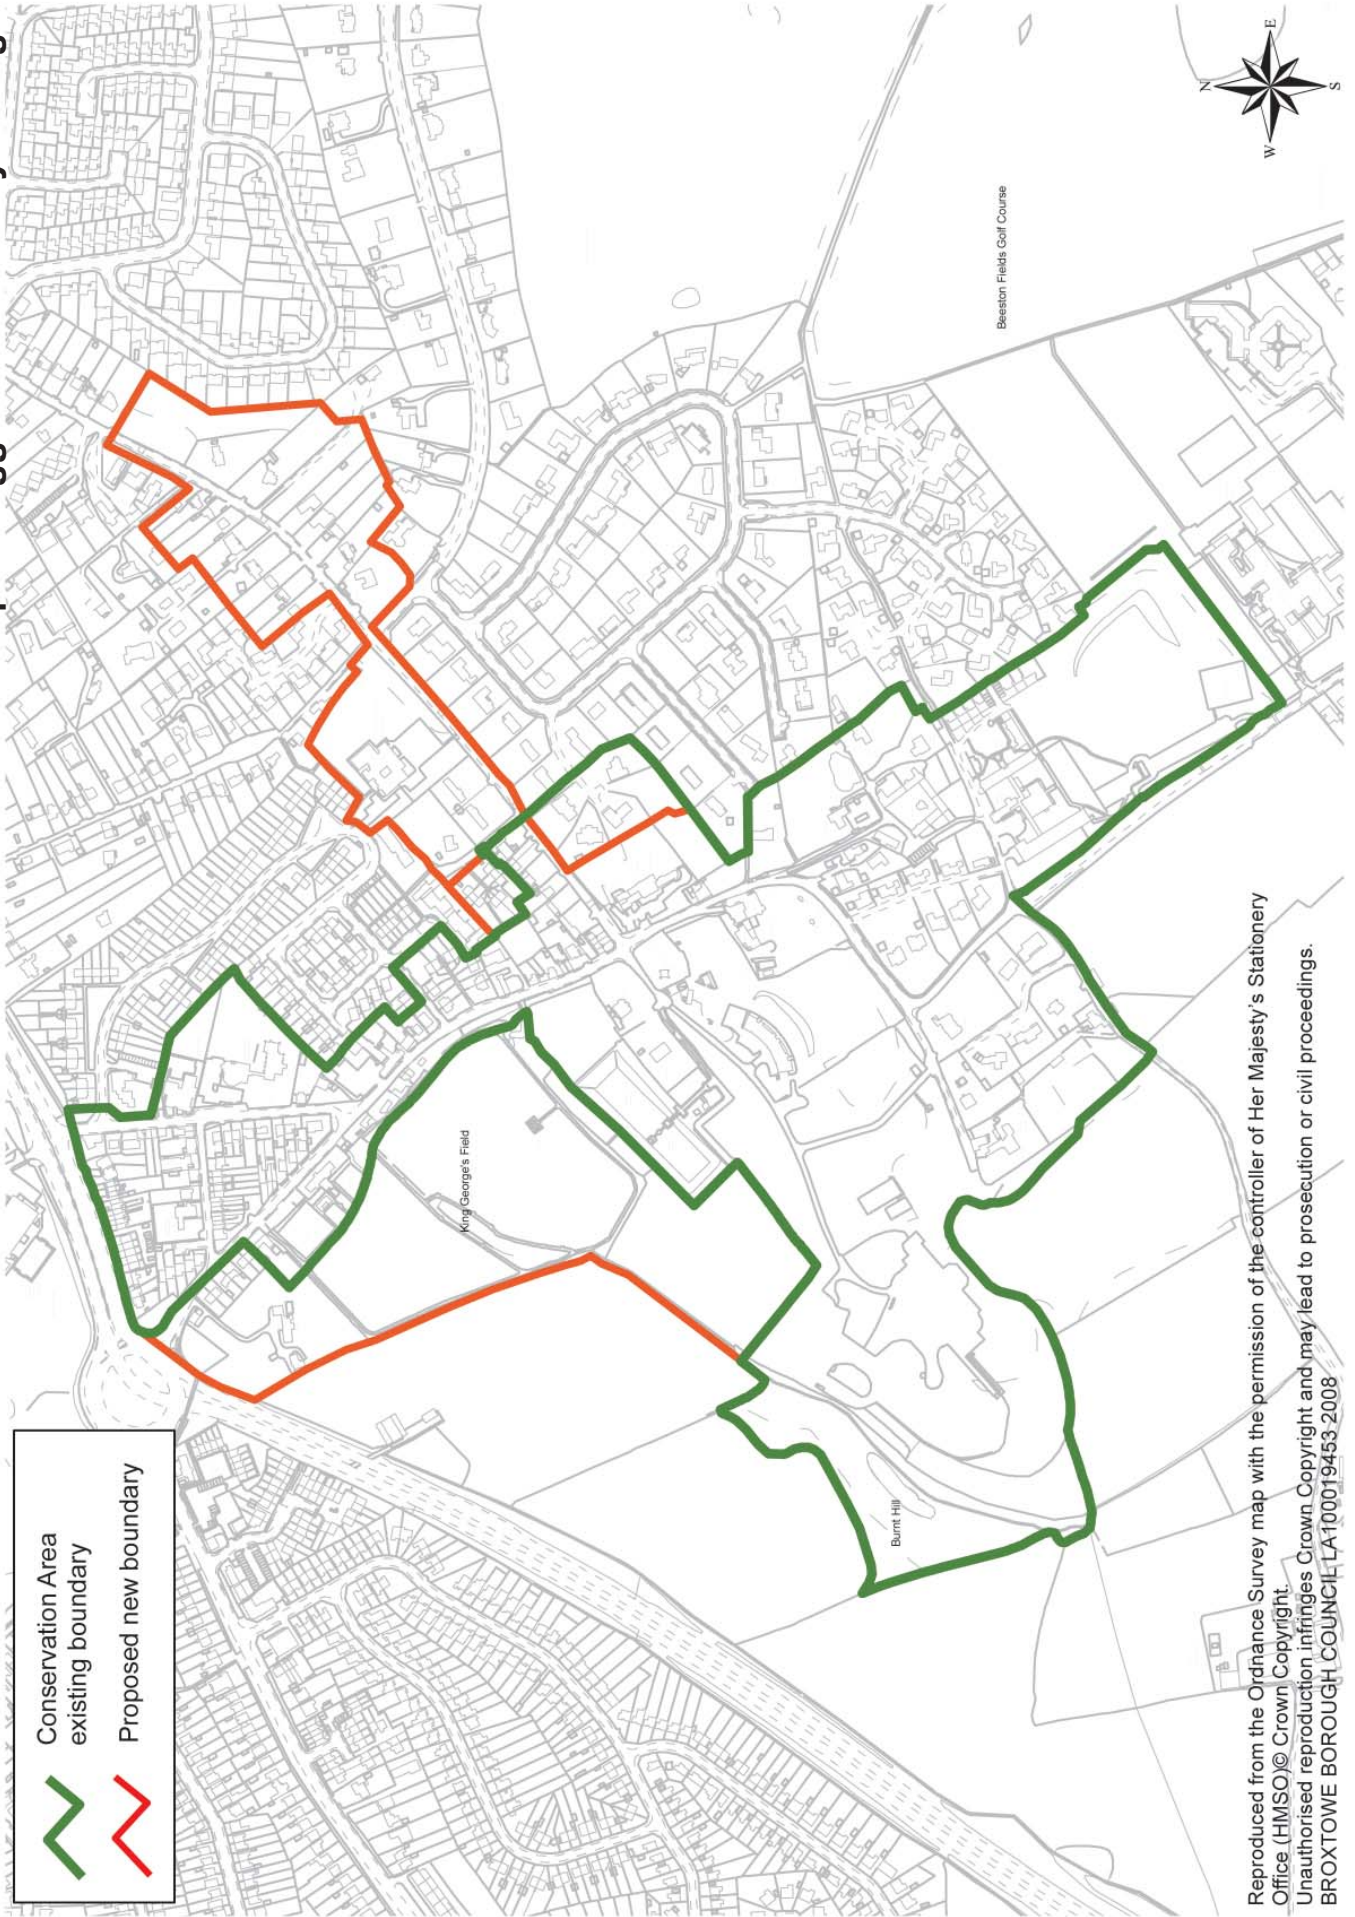 Conservation Area
existing boundary
Proposed new boundary
King George's Field
Burnt Hill
Beeston Fields Golf Course
N
E
S
W
Reproduced from the Ordnance Survey map with the permission of the controller of Her Majesty's Stationery
Office (HMSO)© Crown Copyright.
Unauthorised reproduction infringes Crown Copyright and may lead to prosecution or civil proceedings.
BROXTOWE BOROUGH COUNCIL LA100019453 2008